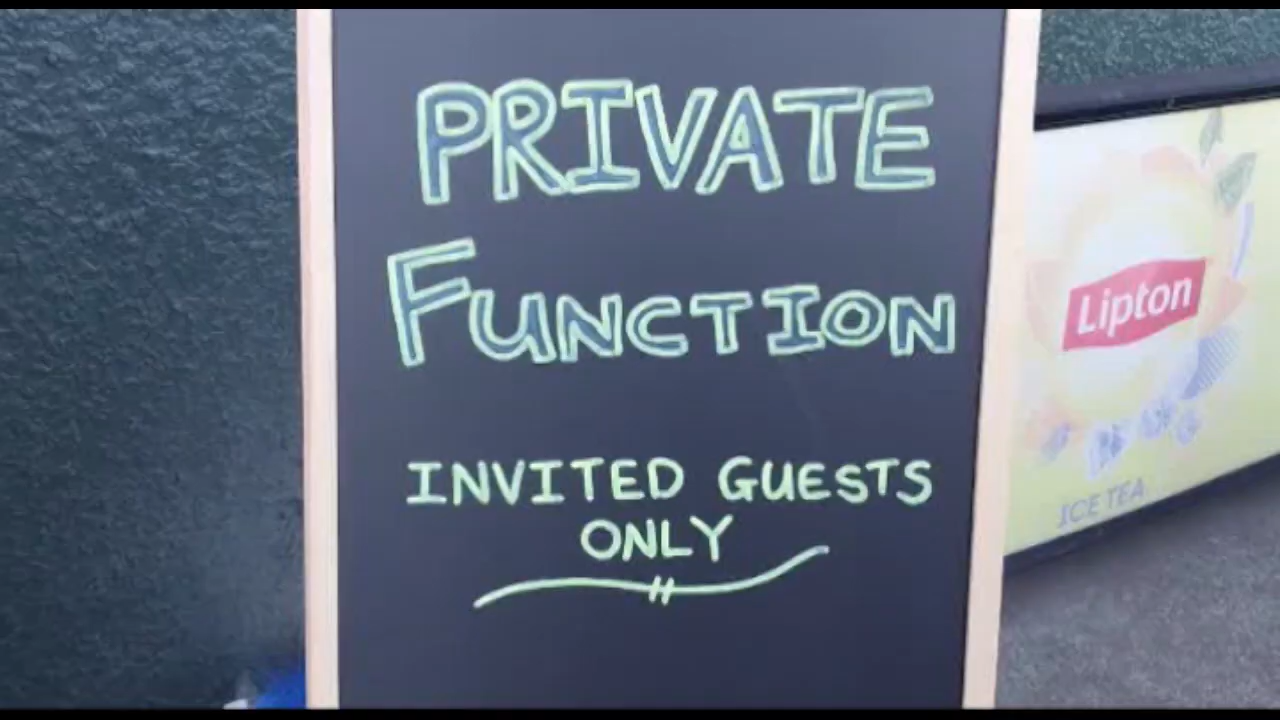 PRIVATE
FUNCTION
INVITED GUESTS
ONLY
Lipton
ICE TEA